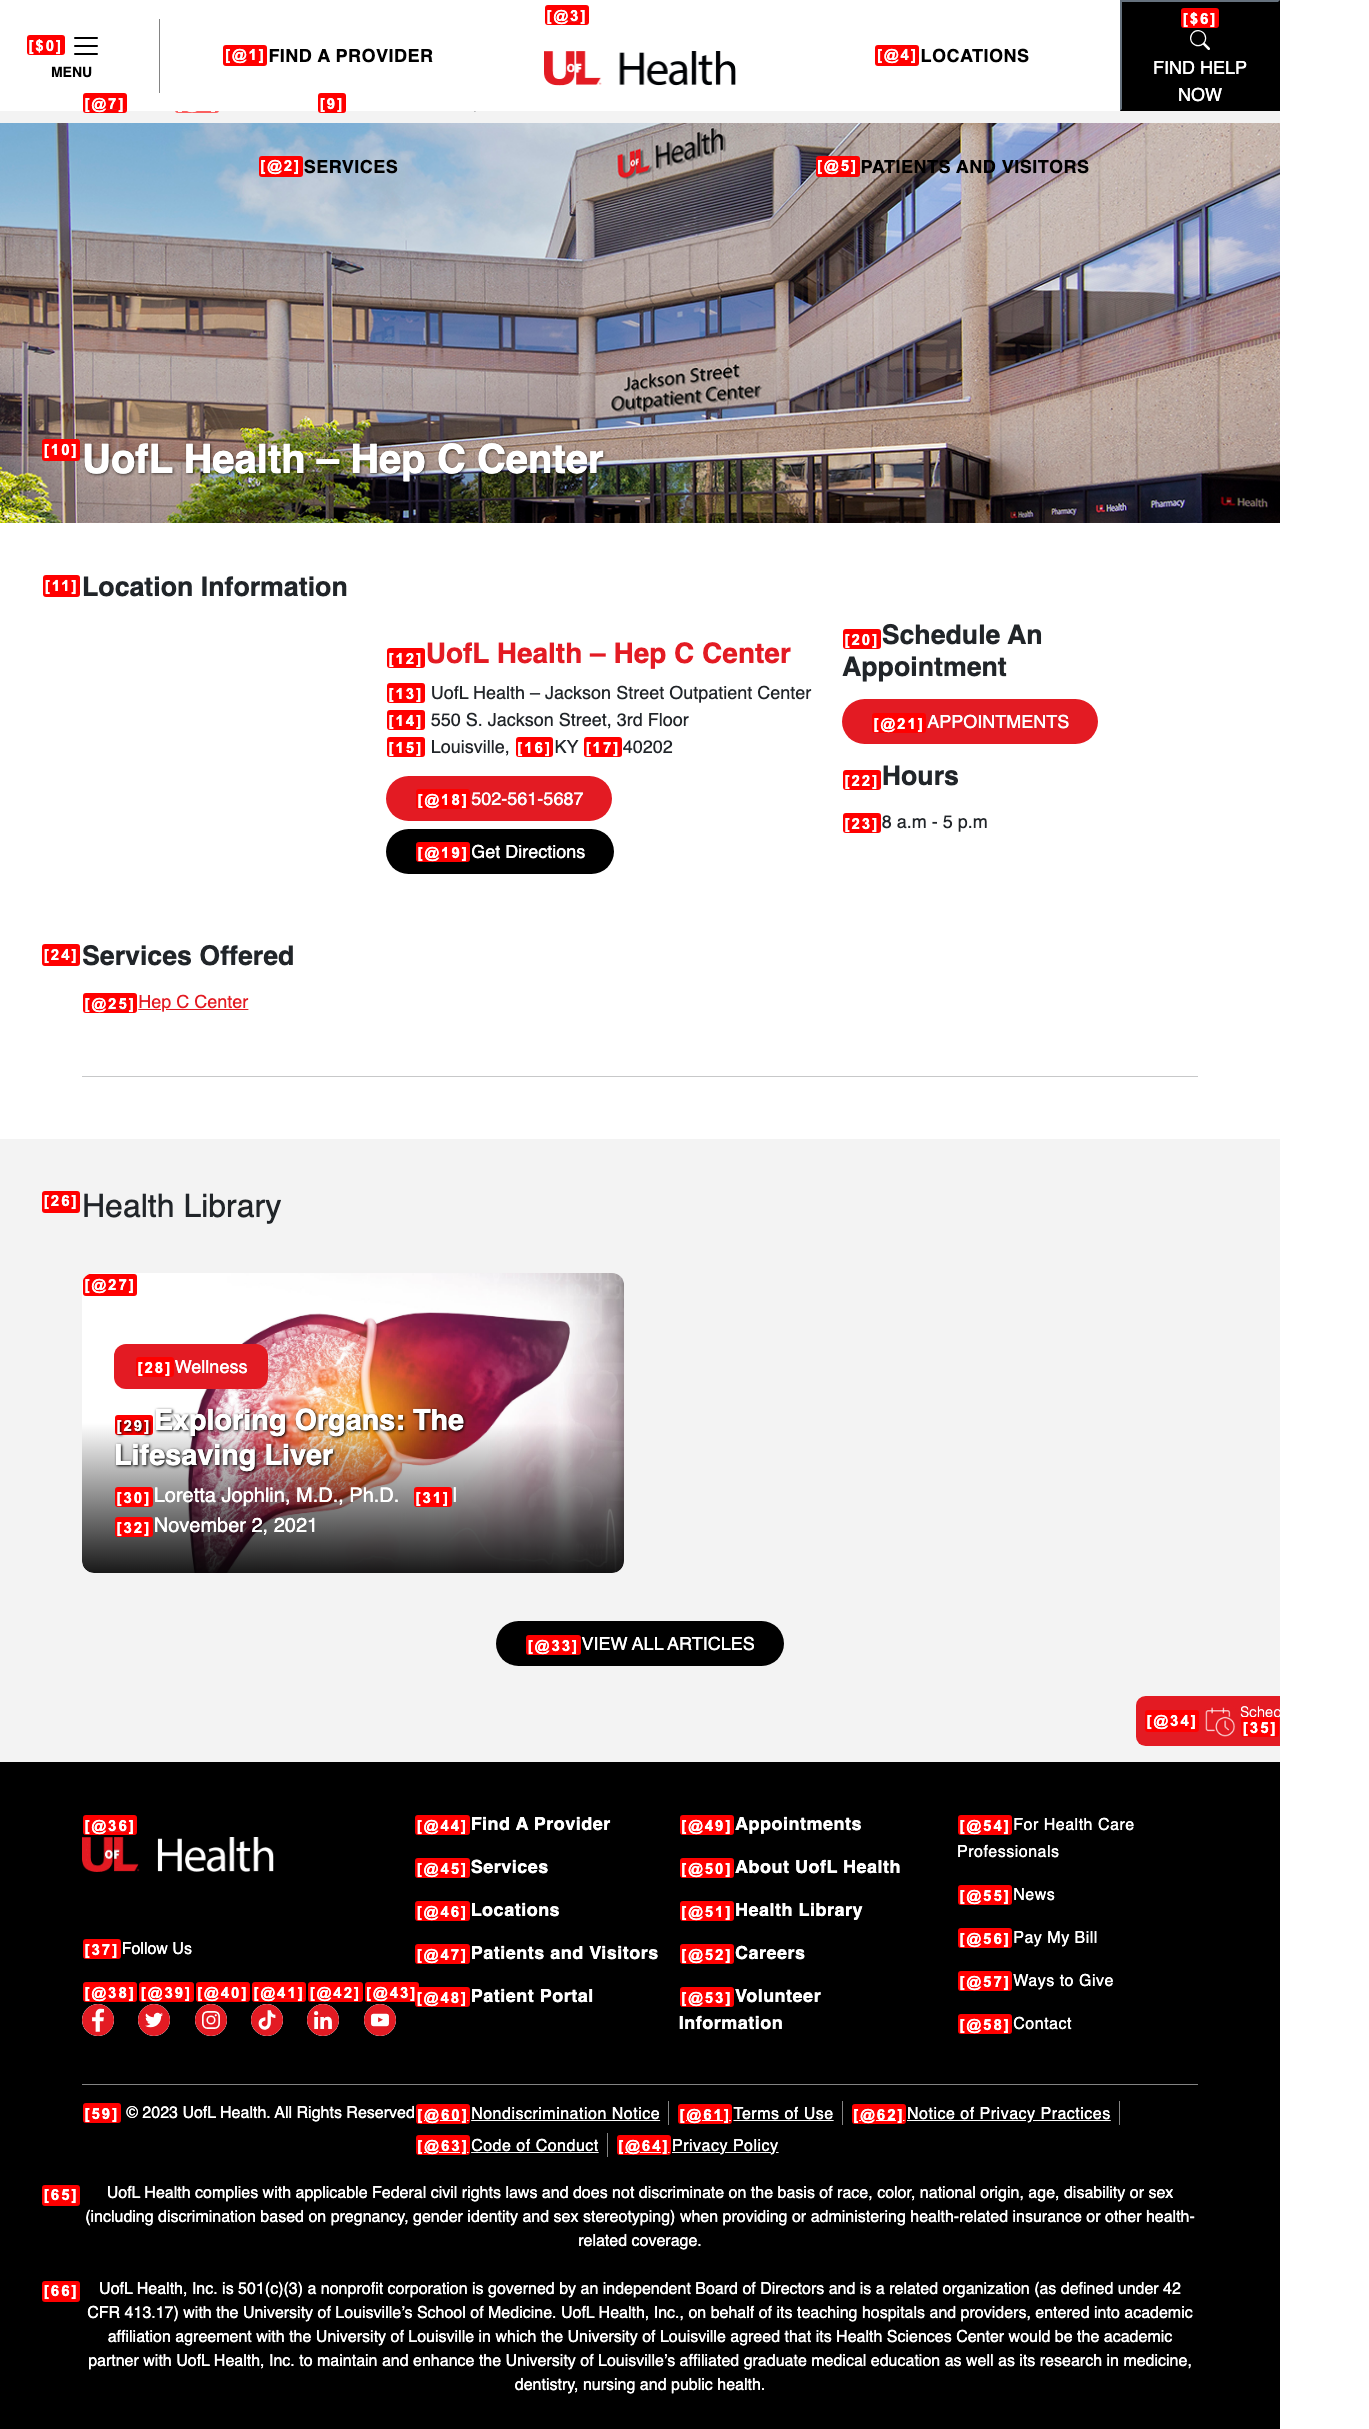 [$0]
MENU
[@1] FIND A PROVIDER
[@3]
UOFL Health
[@4] LOCATIONS
[$6]
FIND HELP
NOW
[@7]
[9]
[@2] SERVICES
[@5] PATIENTS AND VISITORS
UOFL Health
Jackson Street
Outpatient Center
[10] UofL Health – Hep C Center
Health
Pharmacy
Health
Pharmacy
Health
[11] Location Information
[12] UofL Health – Hep C Center
[13] UofL Health – Jackson Street Outpatient Center
[14] 550 S. Jackson Street, 3rd Floor
[15] Louisville, [16] KY [17] 40202
[@18] 502-561-5687
[@19] Get Directions
[20] Schedule An
Appointment
[@21] APPOINTMENTS
[22] Hours
[23] 8 a.m - 5 p.m
[24] Services Offered
[@25] Hep C Center
[26] Health Library
[@27]
[28] Wellness
[29] Exploring Organs: The
Lifesaving Liver
[30] Loretta Jophlin, M.D., Ph.D. [31] |
[32] November 2, 2021
[@33] VIEW ALL ARTICLES
[@34] Sched
[35]
[@36]
UOFL Health
[37] Follow Us
[@38] [@39] [@40] [@41] [@42] [@43]
[@44] Find A Provider
[@45] Services
[@46] Locations
[@47] Patients and Visitors
[@48] Patient Portal
[@49] Appointments
[@50] About UofL Health
[@51] Health Library
[@52] Careers
[@53] Volunteer
Information
[@54] For Health Care
Professionals
[@55] News
[@56] Pay My Bill
[@57] Ways to Give
[@58] Contact
[59] © 2023 UofL Health. All Rights Reserved
[@60] Nondiscrimination Notice | [@61] Terms of Use | [@62] Notice of Privacy Practices |
[@63] Code of Conduct | [@64] Privacy Policy
[65] UofL Health complies with applicable Federal civil rights laws and does not discriminate on the basis of race, color, national origin, age, disability or sex
(including discrimination based on pregnancy, gender identity and sex stereotyping) when providing or administering health-related insurance or other health-
related coverage.
[66] UofL Health, Inc. is 501(c)(3) a nonprofit corporation is governed by an independent Board of Directors and is a related organization (as defined under 42
CFR 413.17) with the University of Louisville’s School of Medicine. UofL Health, Inc., on behalf of its teaching hospitals and providers, entered into academic
affiliation agreement with the University of Louisville in which the University of Louisville agreed that its Health Sciences Center would be the academic
partner with UofL Health, Inc. to maintain and enhance the University of Louisville’s affiliated graduate medical education as well as its research in medicine,
dentistry, nursing and public health.